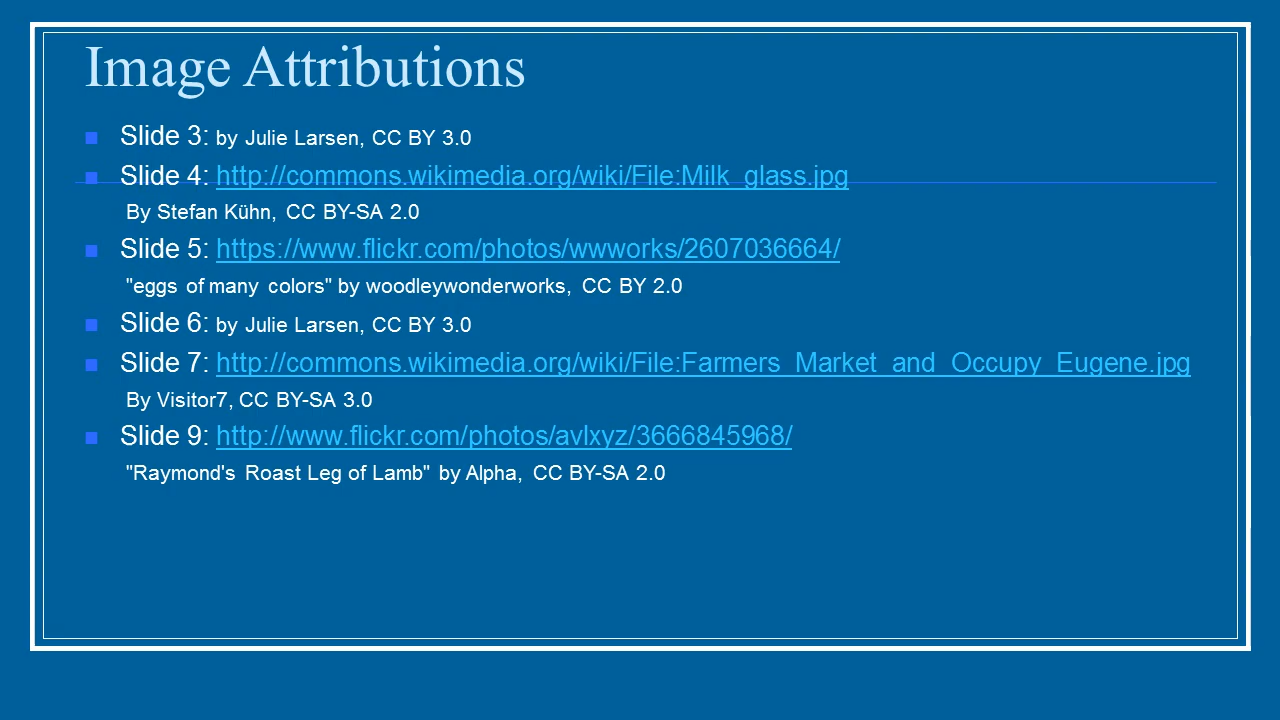 Image Attributions
Slide 3: by Julie Larsen, CC BY 3.0
Slide 4: http://commons.wikimedia.org/wiki/File:Milk_glass.jpg
By Stefan Kühn, CC BY-SA 2.0
Slide 5: https://www.flickr.com/photos/wwworks/2607036664/
"eggs of many colors" by woodleywonderworks, CC BY 2.0
Slide 6: by Julie Larsen, CC BY 3.0
Slide 7: http://commons.wikimedia.org/wiki/File:Farmers_Market_and_Occupy_Eugene.jpg
By Visitor7, CC BY-SA 3.0
Slide 9: http://www.flickr.com/photos/avlxyz/3666845968/
"Raymond's Roast Leg of Lamb" by Alpha, CC BY-SA 2.0